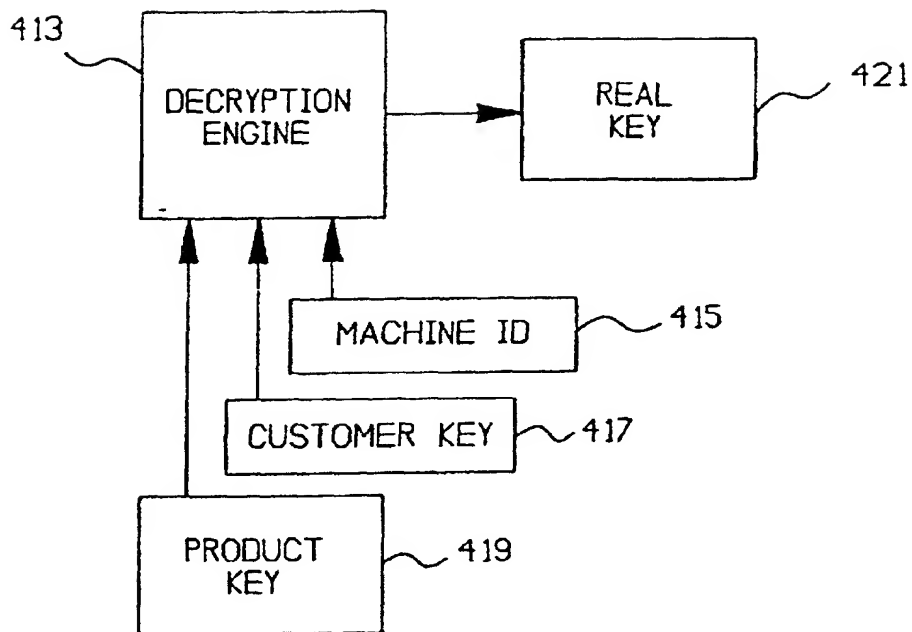 413
DECRYPTION
ENGINE
REAL
KEY
421
MACHINE ID
415
CUSTOMER KEY
417
PRODUCT
KEY
419